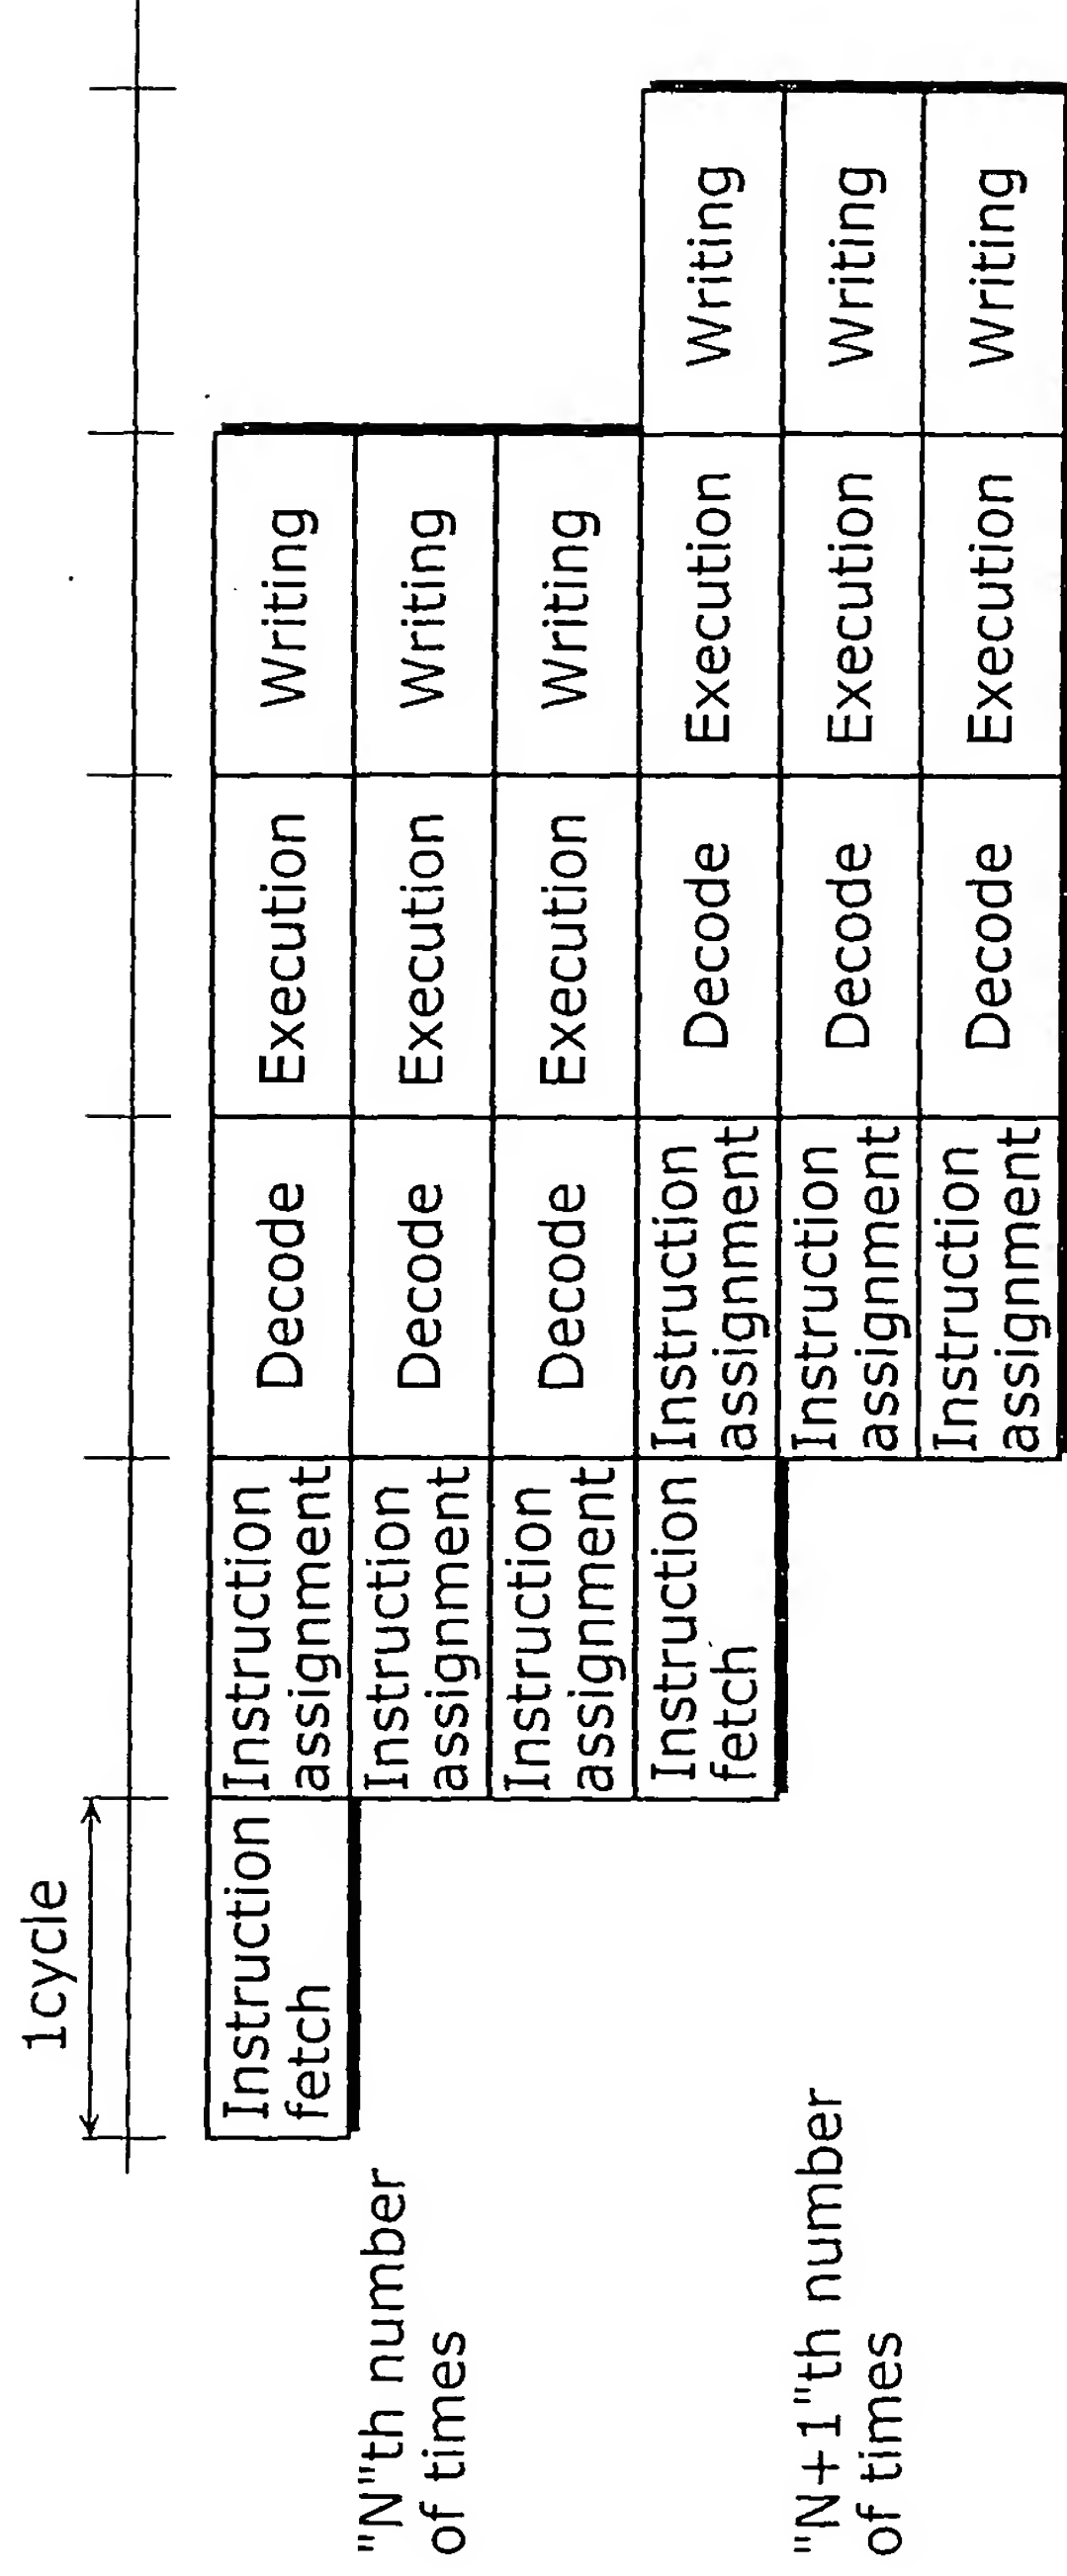 1cycle
Instruction
fetch
Instruction
assignment
Decode
Execution
Writing
"N"th number
of times
Instruction
assignment
Decode
Execution
Writing
Instruction
assignment
Decode
Execution
Writing
Instruction
fetch
Instruction
assignment
Decode
Execution
Writing
"N+1"th number
of times
Instruction
assignment
Decode
Execution
Writing
Instruction
assignment
Decode
Execution
Writing